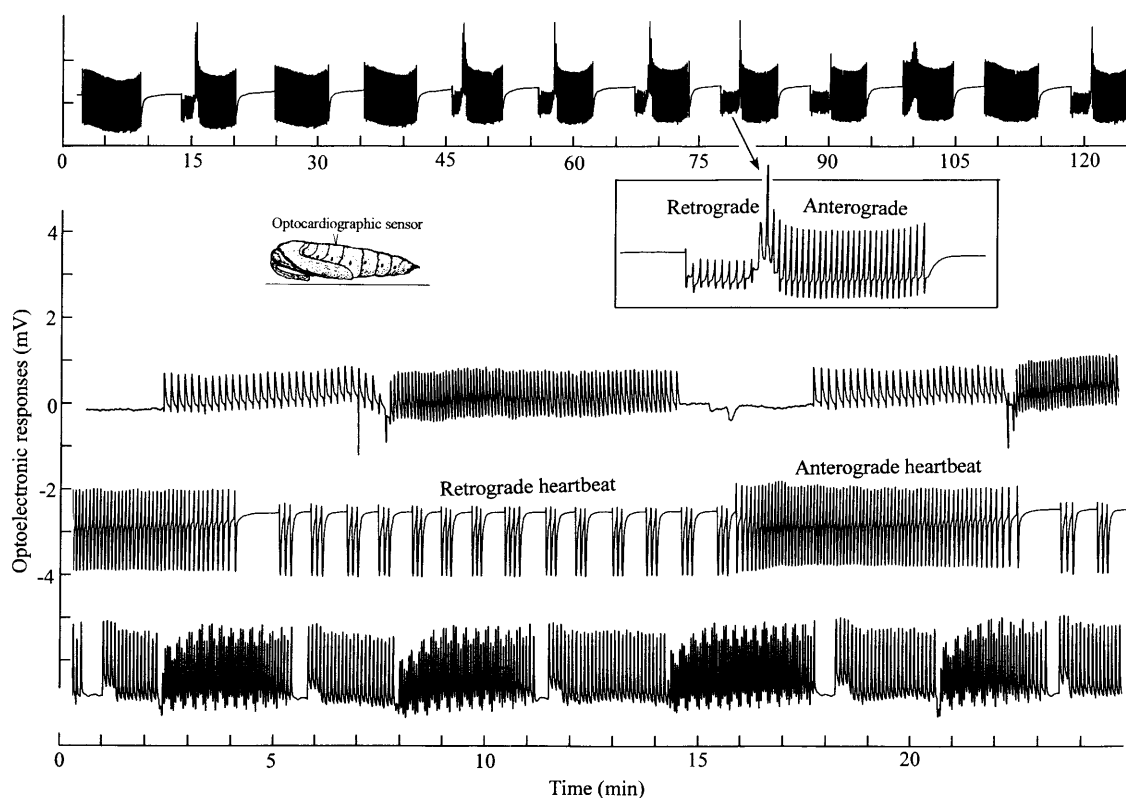 0 15 30 45 60 75 90 105 120
Retrograde Anterograde
Optocardiographic sensor
4
2
0
-2
-4
Optoelectronic responses (mV)
Retrograde heartbeat
Anterograde heartbeat
0 5 10 15 20
Time (min)